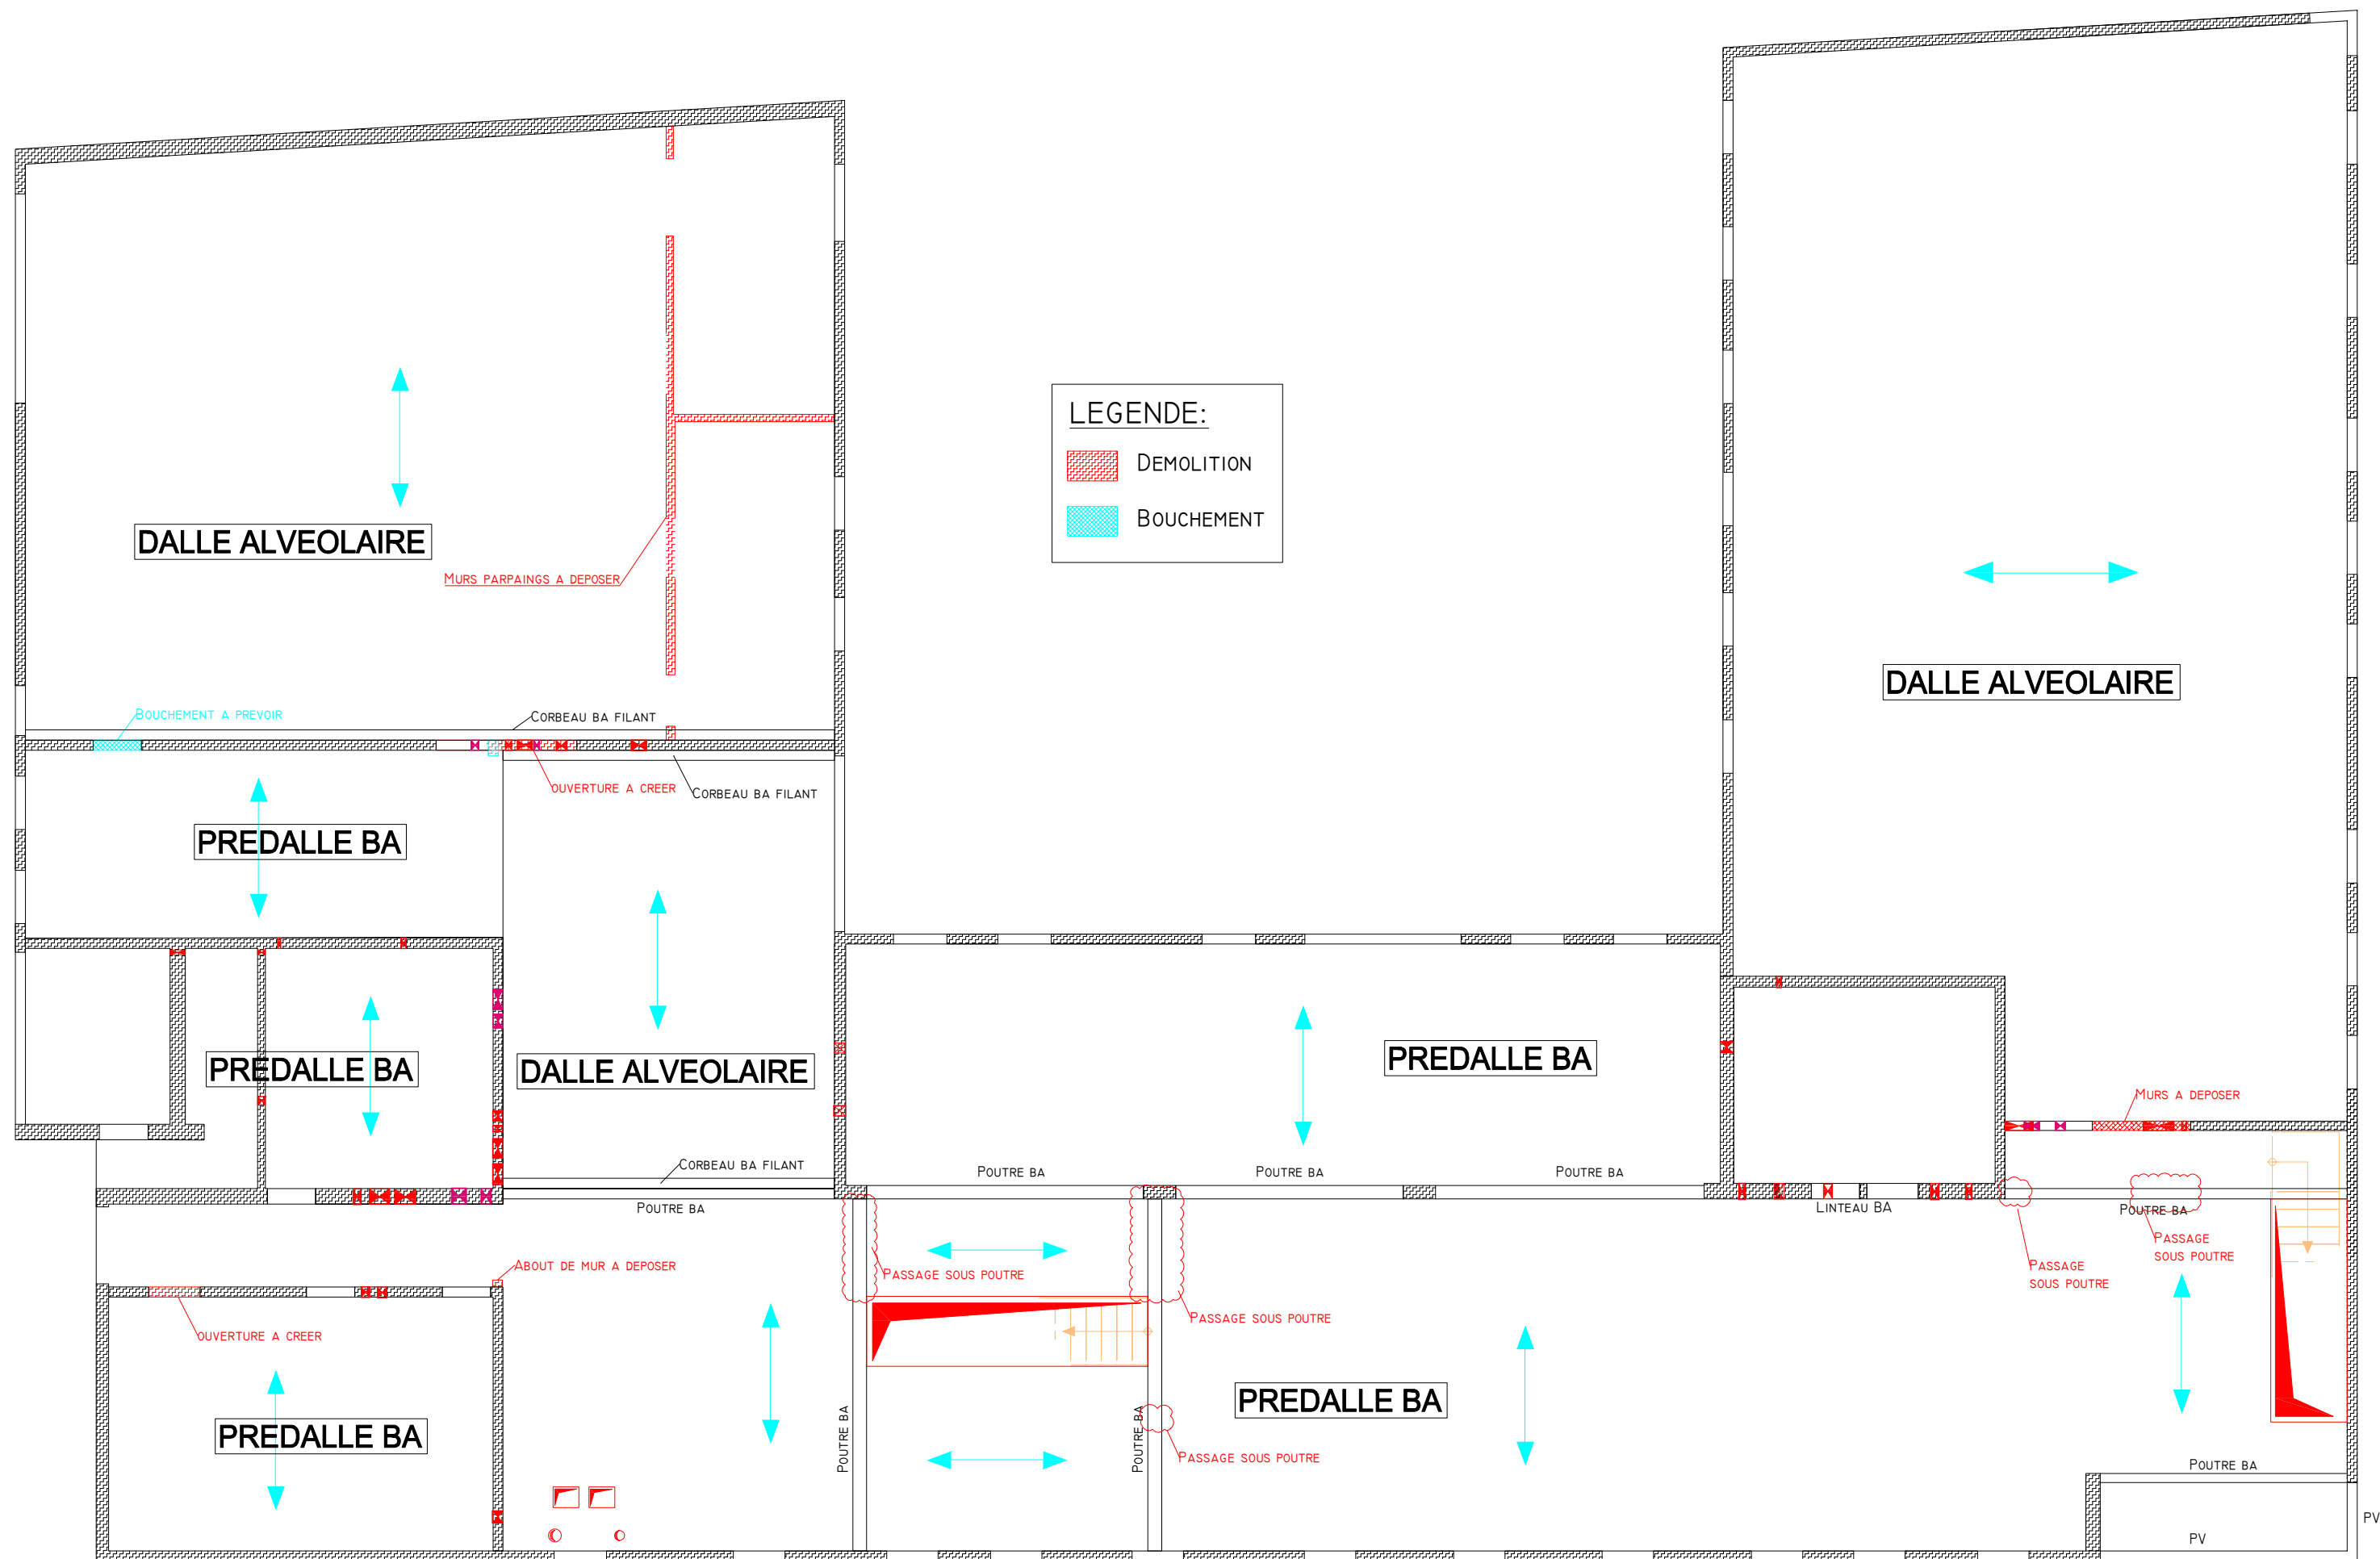 LEGENDE:
DEMOLITION
BOUCHEMENT
DALLE ALVEOLAIRE
MURS PARPAINGS A DEPOSER
DALLE ALVEOLAIRE
BOUCHEMENT A PREVOIR
CORBEAU BA FILANT
OUVERTURE A CREER
CORBEAU BA FILANT
PREDALLE BA
PREDALLE BA
DALLE ALVEOLAIRE
PREDALLE BA
MURS A DEPOSER
CORBEAU BA FILANT
POUTRE BA
POUTRE BA
POUTRE BA
POUTRE BA
LINTEAU BA
POUTRE BA
PASSAGE
SOUS POUTRE
PASSAGE
SOUS POUTRE
ABOUT DE MUR A DEPOSER
PASSAGE SOUS POUTRE
PASSAGE SOUS POUTRE
OUVERTURE A CREER
PREDALLE BA
PREDALLE BA
POUTRE BA
POUTRE BA
PASSAGE SOUS POUTRE
POUTRE BA
PV
PV